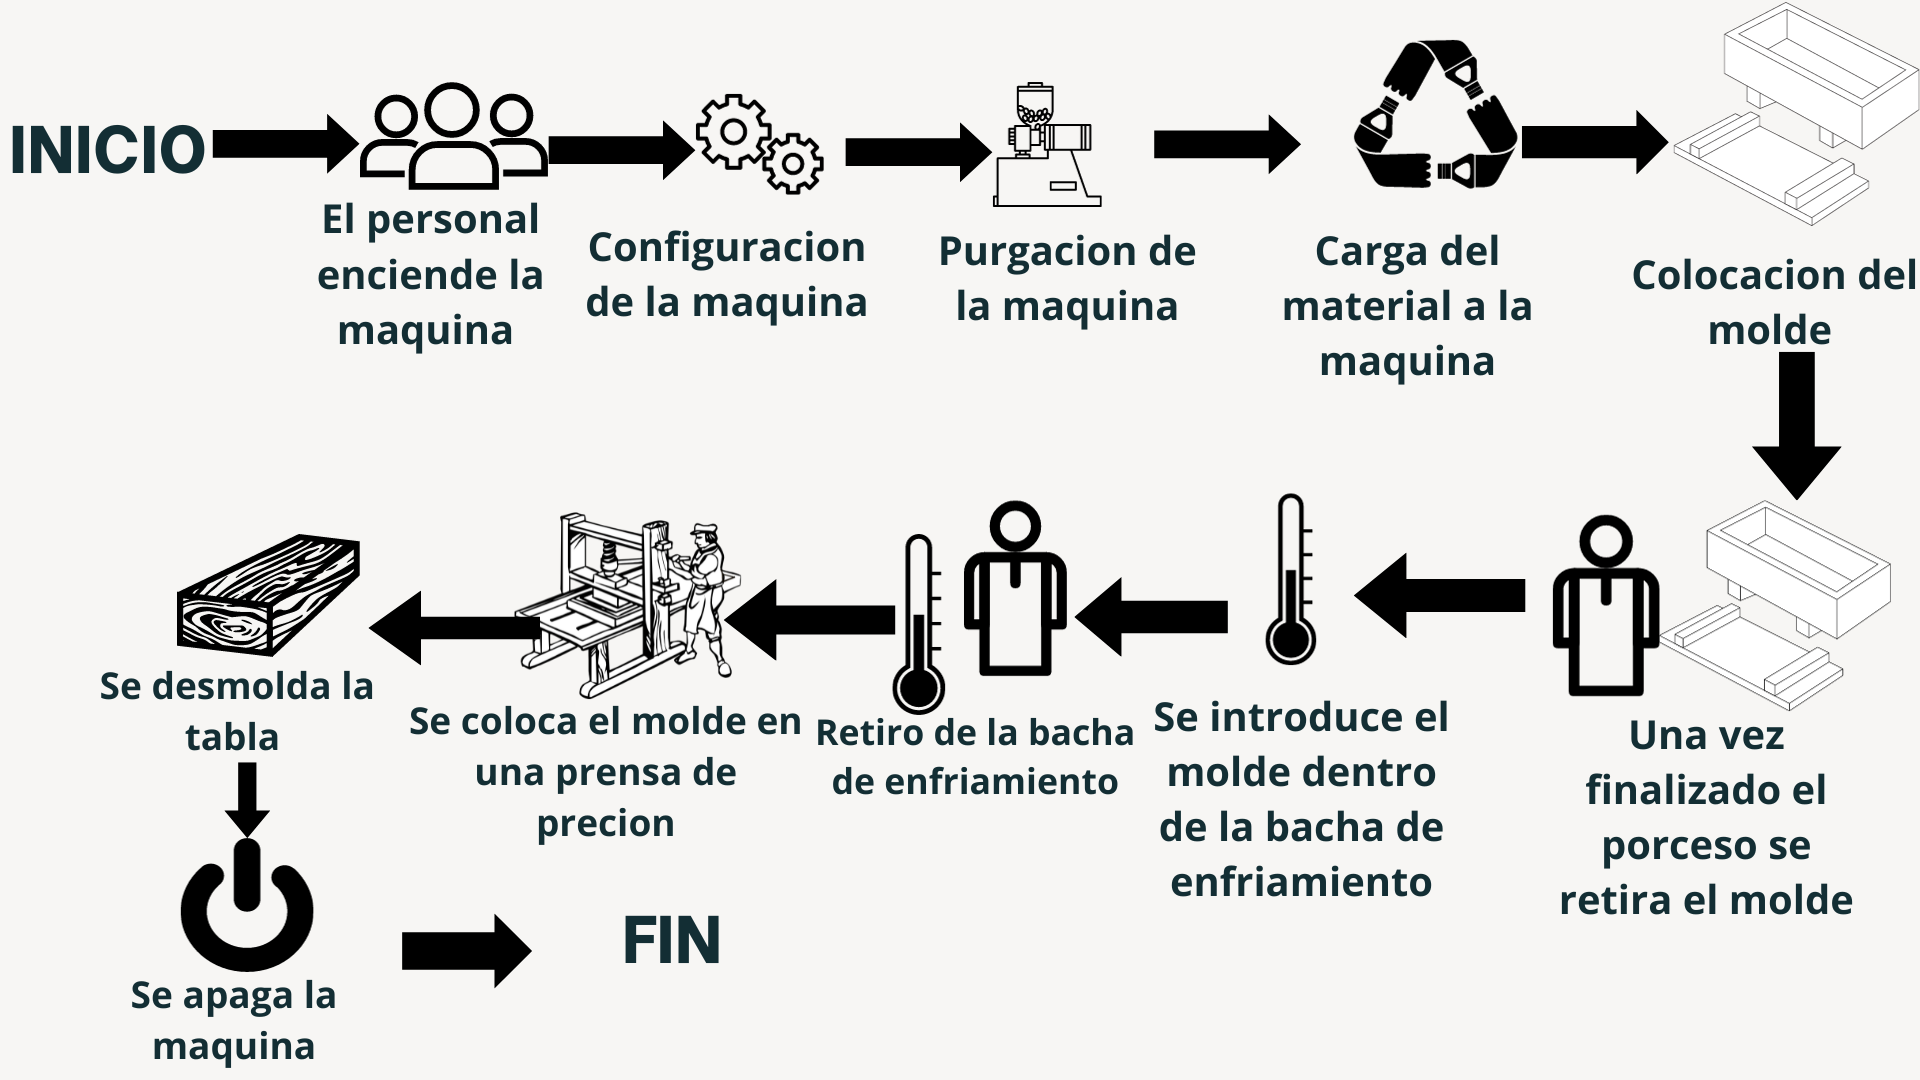 INICIO
El personal
enciende la
maquina
Configuracion
de la maquina
Purgacion de
la maquina
Carga del
material a la
maquina
Colocacion del
molde
Una vez
finalizado el
porceso se
retira el molde
Se introduce el
molde dentro
de la bacha de
enfriamiento
Retiro de la bacha
de enfriamiento
Se coloca el molde en
una prensa de
precion
Se desmolda la
tabla
Se apaga la
maquina
FIN